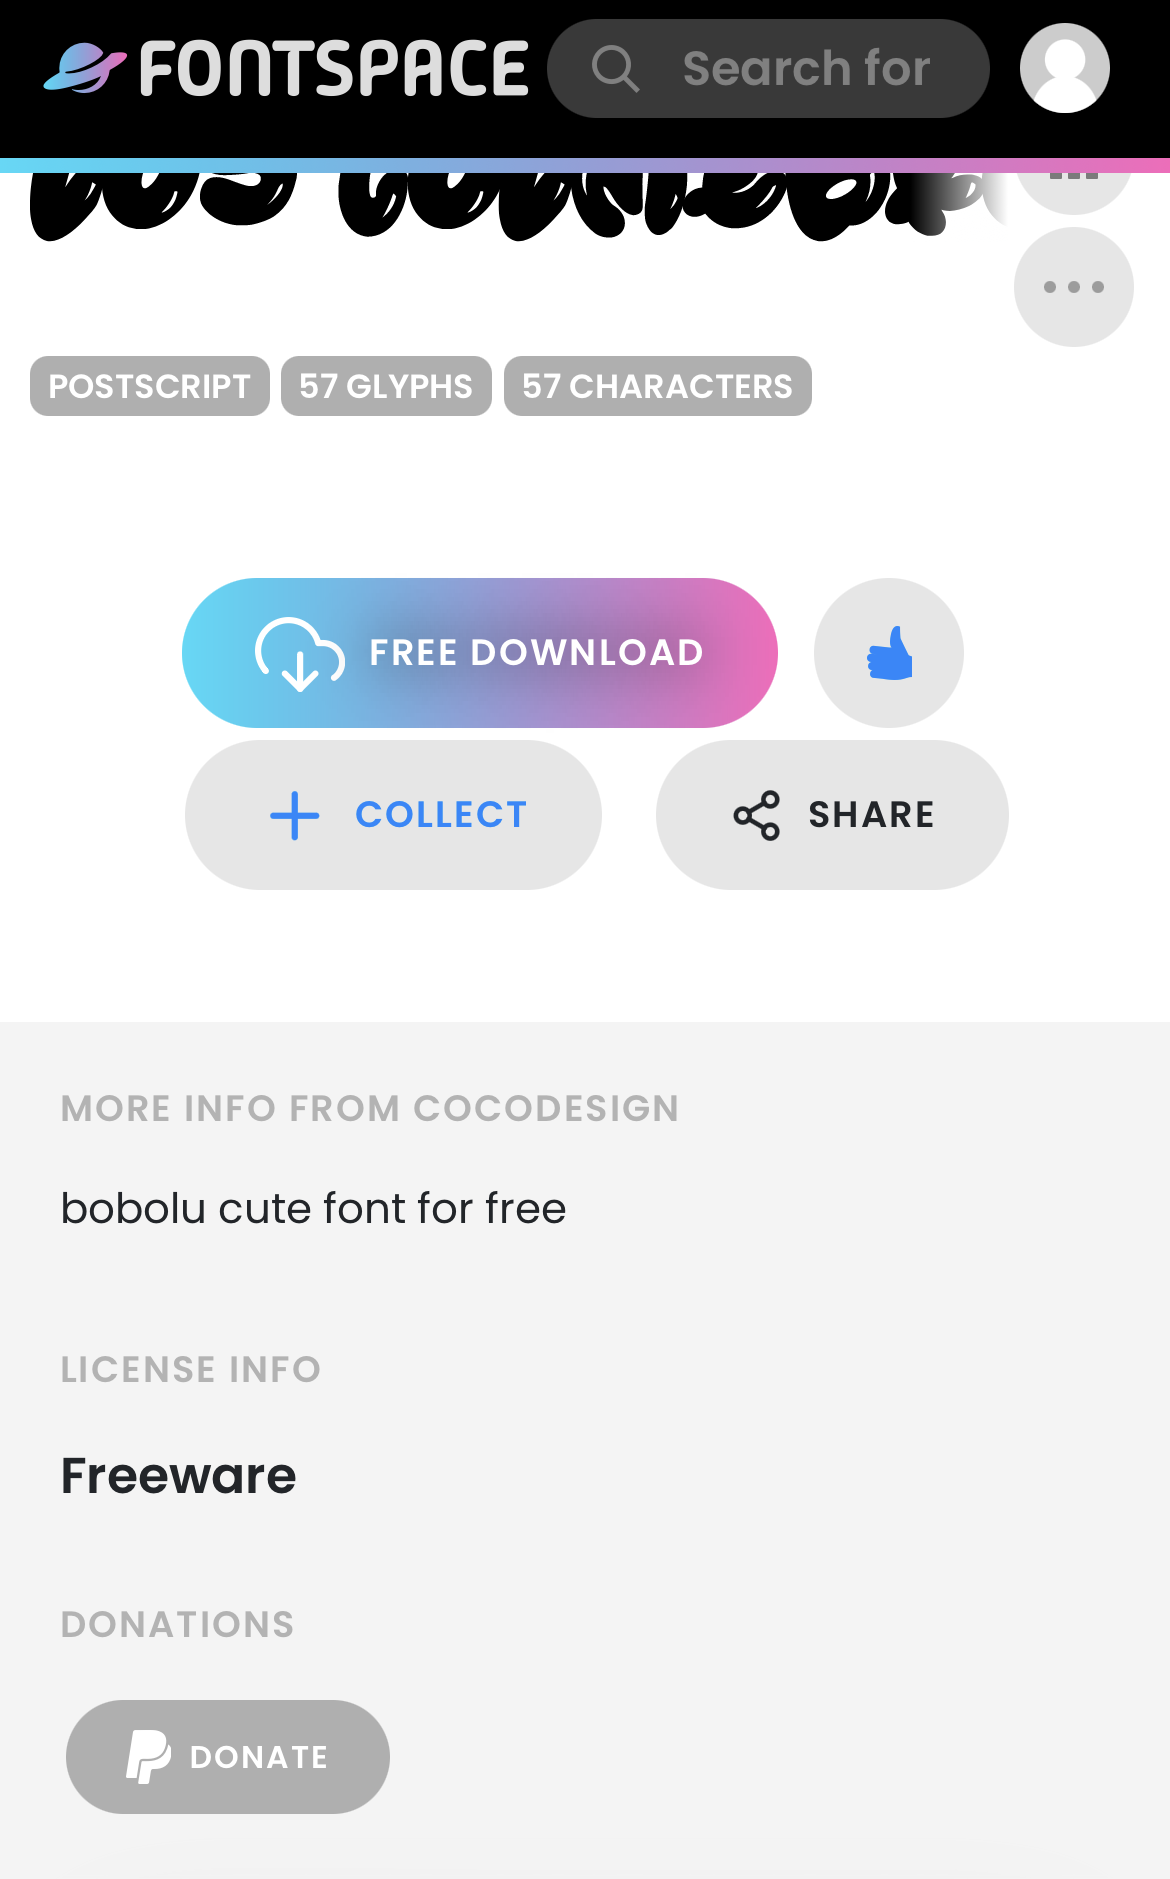 FONTSPACE
Search for
POSTSCRIPT
57 GLYPHS
57 CHARACTERS
FREE DOWNLOAD
COLLECT
SHARE
MORE INFO FROM COCODESIGN
bobolu cute font for free
LICENSE INFO
Freeware
DONATIONS
DONATE